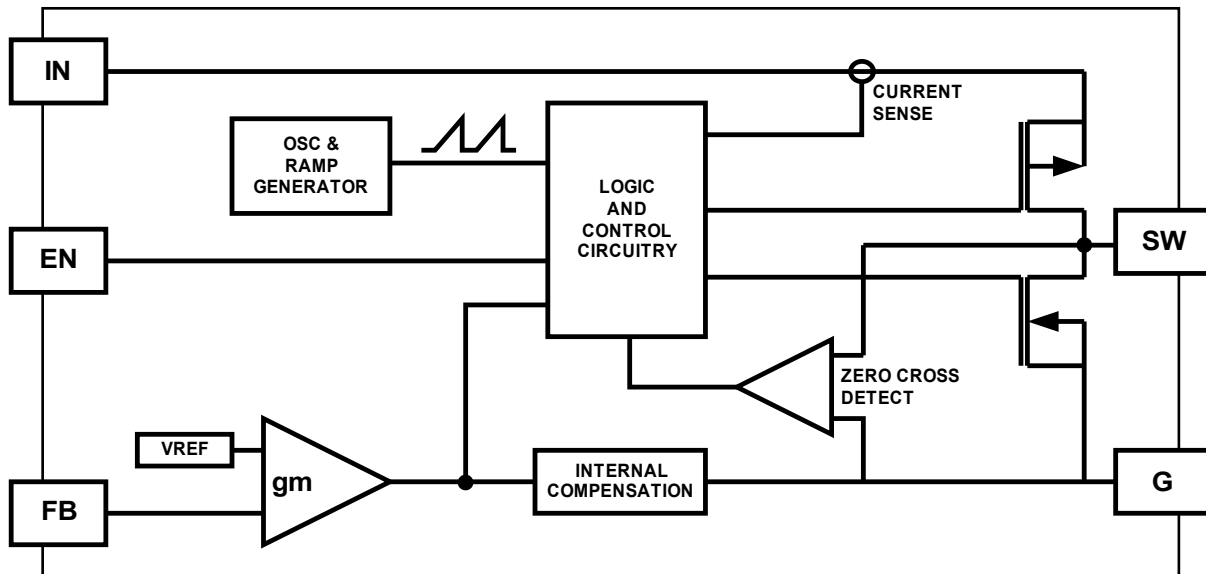 IN
CURRENT
SENSE
OSC &
RAMP
GENERATOR
LOGIC
AND
CONTROL
CIRCUITRY
EN
SW
ZERO CROSS
DETECT
VREF
gm
INTERNAL
COMPENSATION
FB
G